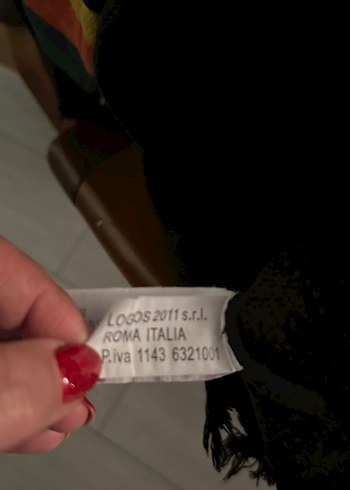 LOGOS 2011 s.r.l.
ROMA ITALIA
P.iva 1143 6321001